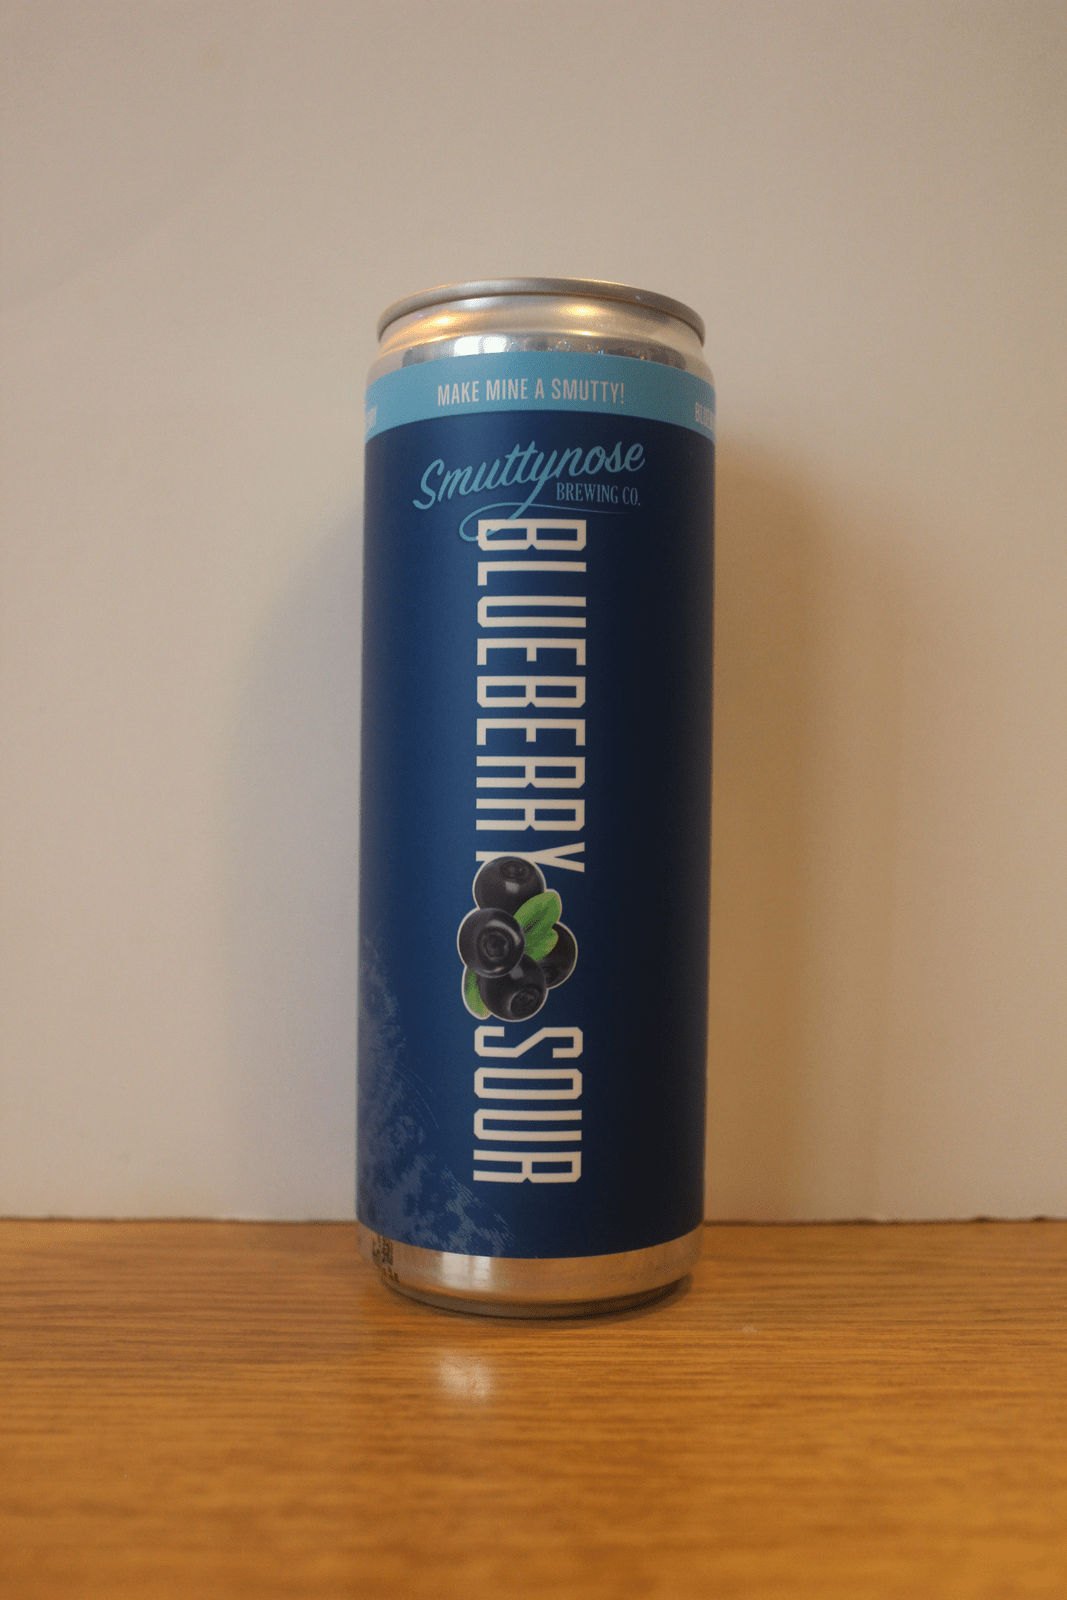 MAKE MINE A SMUTTY!
Smuttynose
BREWING CO.
BLUEBERRY
SOUR